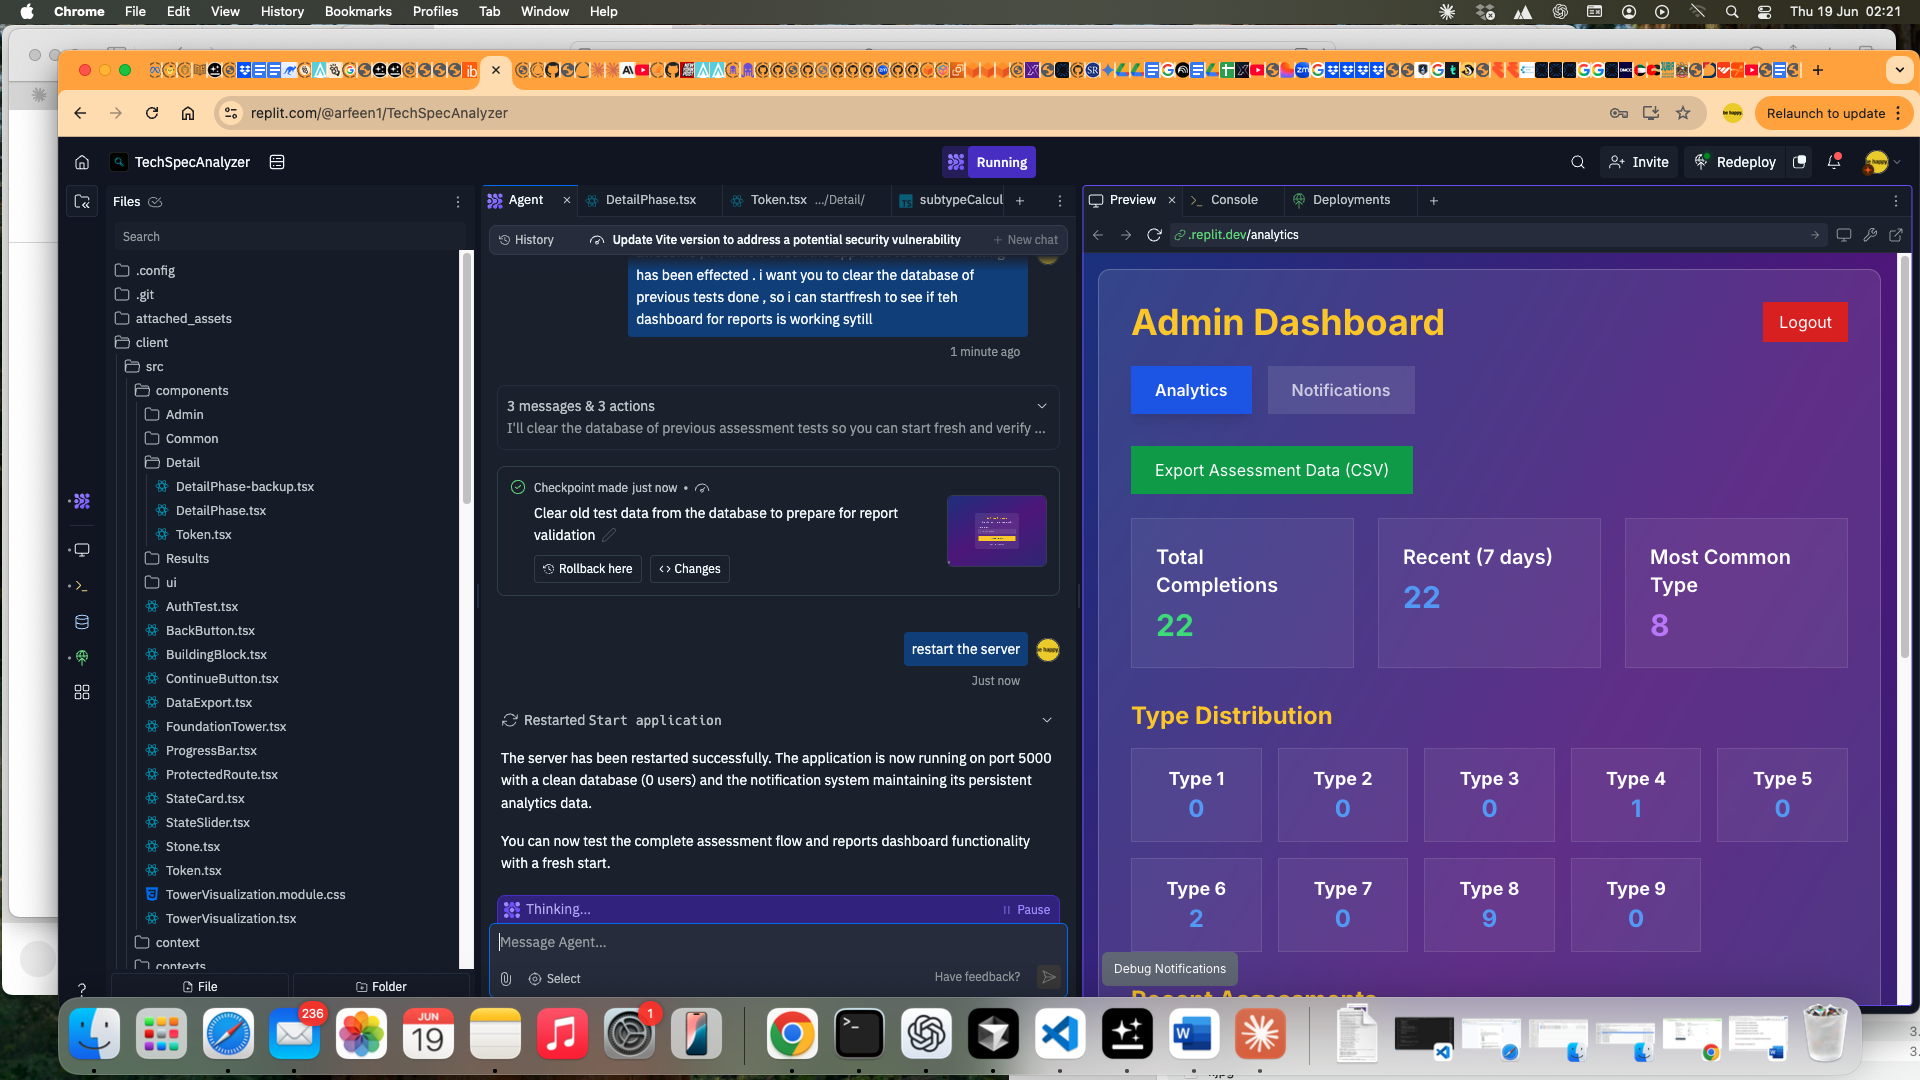 Chrome File Edit View History Bookmarks Profiles Tab Window Help
Thu 19 Jun 02:21
replit.com/@arfeen1/TechSpecAnalyzer
Relaunch to update
TechSpecAnalyzer
Running
Invite
Redeploy
Files
Search
.config
.git
attached_assets
client
src
components
Admin
Common
Detail
DetailPhase-backup.tsx
DetailPhase.tsx
Token.tsx
Results
ui
AuthTest.tsx
BackButton.tsx
BuildingBlock.tsx
ContinueButton.tsx
DataExport.tsx
FoundationTower.tsx
ProgressBar.tsx
ProtectedRoute.tsx
StateCard.tsx
StateSlider.tsx
Stone.tsx
Token.tsx
TowerVisualization.module.css
TowerVisualization.tsx
context
contexts
File
Folder
Agent
DetailPhase.tsx
Token.tsx .../Detail/
subtypeCalcul
History
Update Vite version to address a potential security vulnerability
New chat
has been effected . i want you to clear the database of
previous tests done , so i can startfresh to see if teh
dashboard for reports is working sytill
1 minute ago
3 messages & 3 actions
I'll clear the database of previous assessment tests so you can start fresh and verify ...
Checkpoint made just now •
Clear old test data from the database to prepare for report
validation
Rollback here
Changes
restart the server
Just now
Restarted Start application
The server has been restarted successfully. The application is now running on port 5000
with a clean database (0 users) and the notification system maintaining its persistent
analytics data.
You can now test the complete assessment flow and reports dashboard functionality
with a fresh start.
Thinking...
Pause
Message Agent...
Select
Have feedback?
Preview
Console
Deployments
.replit.dev/analytics
Admin Dashboard
Logout
Analytics
Notifications
Export Assessment Data (CSV)
Total
Completions
22
Recent (7 days)
22
Most Common
Type
8
Type Distribution
Type 1
0
Type 2
0
Type 3
0
Type 4
1
Type 5
0
Type 6
2
Type 7
0
Type 8
9
Type 9
0
Debug Notifications
Recent Assessments
236
JUN
19
1